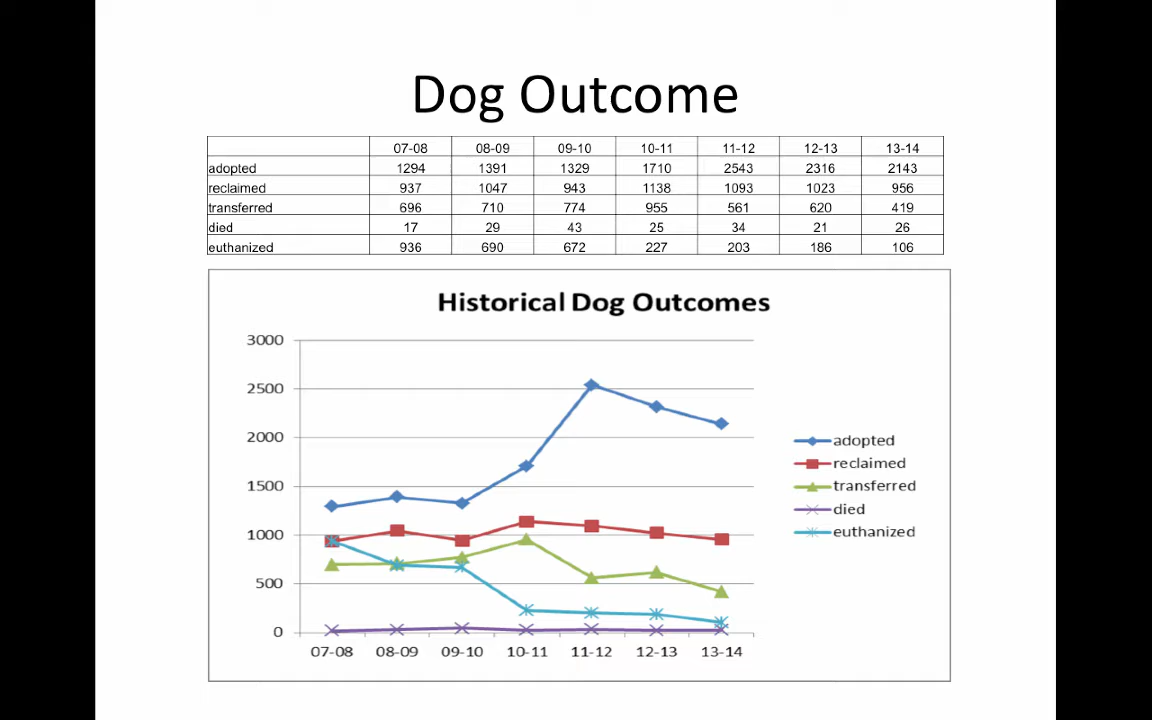 Dog Outcome
07-08 08-09 09-10 10-11 11-12 12-13 13-14
adopted 1294 1391 1329 1710 2543 2316 2143
reclaimed 937 1047 943 1138 1093 1023 956
transferred 696 710 774 955 561 620 419
died 17 29 43 25 34 21 26
euthanized 936 690 672 227 203 186 106
Historical Dog Outcomes
3000
2500
2000
1500
1000
500
0
07-08 08-09 09-10 10-11 11-12 12-13 13-14
adopted
reclaimed
transferred
died
euthanized